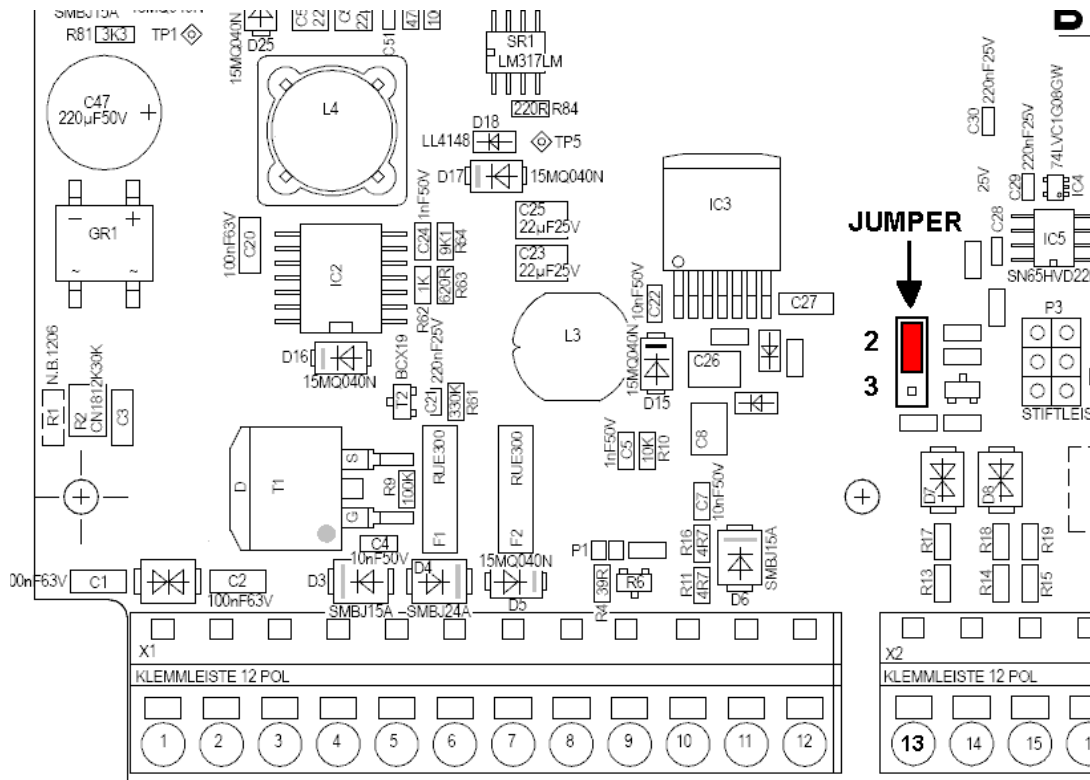 SMBJ15A
R81 3K3 TP1
15MQ040N
D25
C51
SR1
LM317LM
C47
220µF50V
L4
220R R84
D18
LL4148 TP5
D17 15MQ040N
C30 220nF25V
74LVC1G08GW
220nF25V
C29
IC4
25V
C28
IC5
SN65HVD22
GR1
~ ~
100nF63V
C20
IC2
1nF50V
C24 9K1 R64
1K 620R R63
R62
C25
22µF25V
C23
22µF25V
IC3
JUMPER
10nF50V
C22
C27
L3
15MQ040N
D15
C26
2
3
P3
STIFTLEIS
N.B.1206
R1
R2
CN1812K30K
C3
D16
15MQ040N
BCX19
T2
220nF25V
C21
330K
R61
1nF50V
C5
10K
R10
C8
D T1 S
G
R9
100K
RUE300
F1
RUE300
F2
C7
10nF50V
D7 D8
C4
10nF50V
P1
R16 4R7
R11 4R7
D6
SMBJ15A
R17 R18 R19
R13 R14 R15
00nF63V C1
C2
100nF63V
D3
SMBJ15A
D4
SMBJ24A
15MQ040N
D5
R4 39R
R6
X1
KLEMMLEISTE 12 POL
1 2 3 4 5 6 7 8 9 10 11 12
X2
KLEMMLEISTE 12 POL
13 14 15